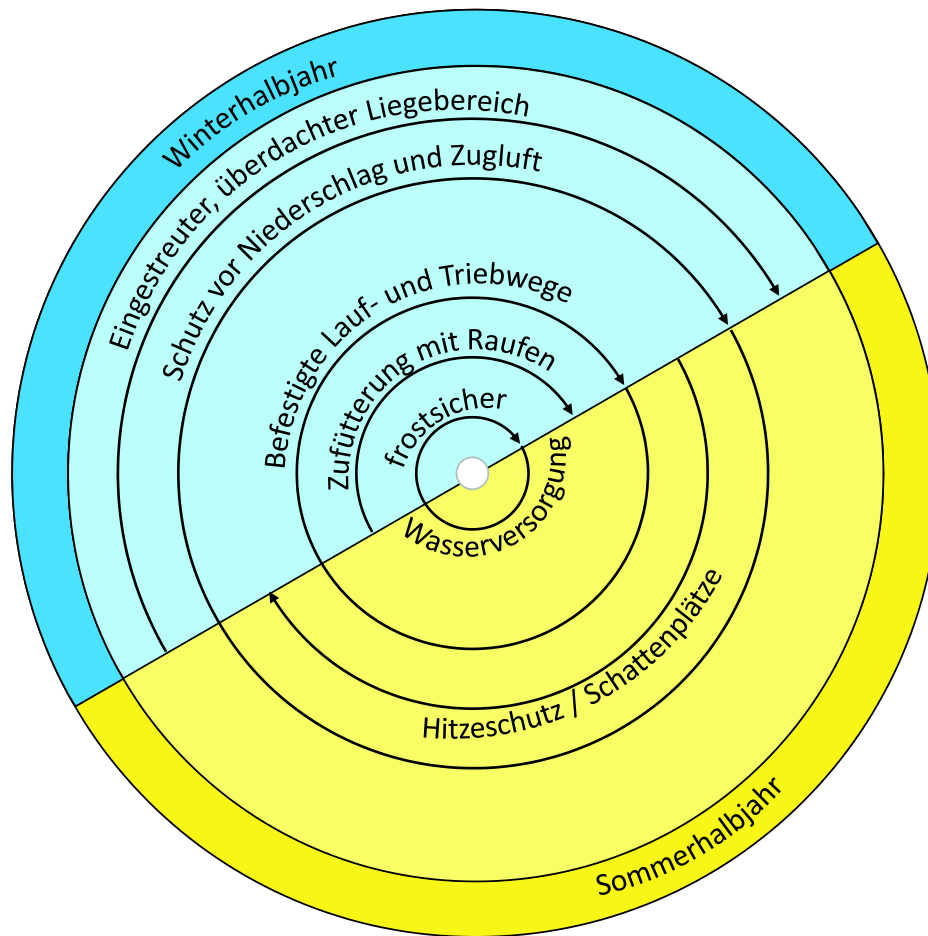 Winterhalbjahr
Eingestreuter, überdachter Liegebereich
Schutz vor Niederschlag und Zugluft
Befestigte Lauf- und Triebwege
Zufütterung mit Raufen
frostsicher
Wasserversorgung
Hitzeschutz / Schattenplätze
Sommerhalbjahr